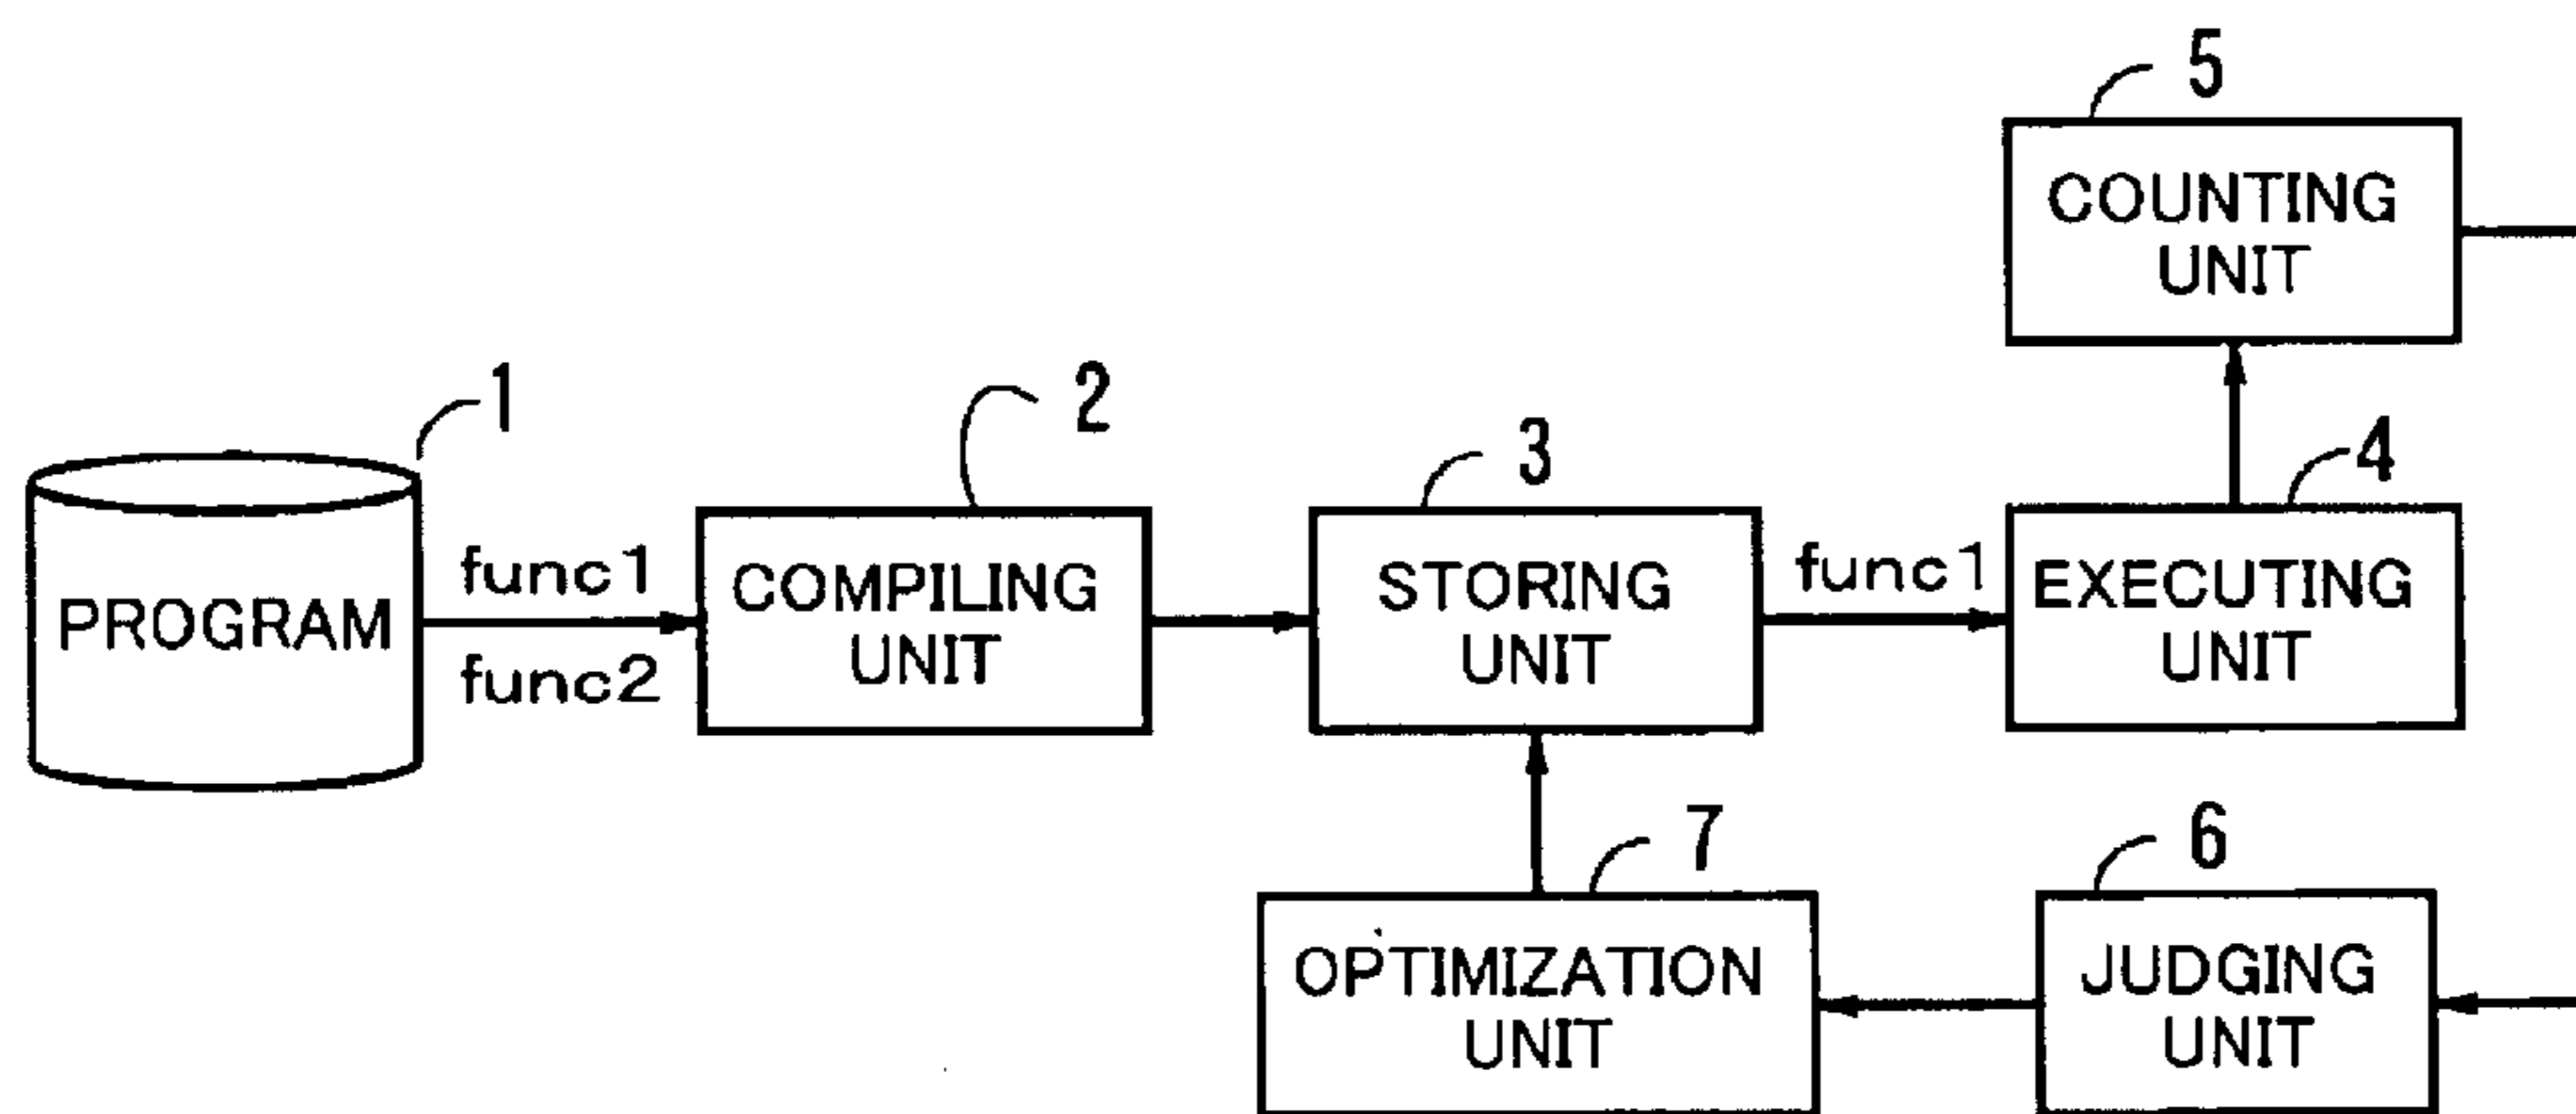 5
COUNTING
UNIT
1
2
3
4
PROGRAM
func1
func2
COMPILING
UNIT
STORING
UNIT
func1
EXECUTING
UNIT
7
6
OPTIMIZATION
UNIT
JUDGING
UNIT